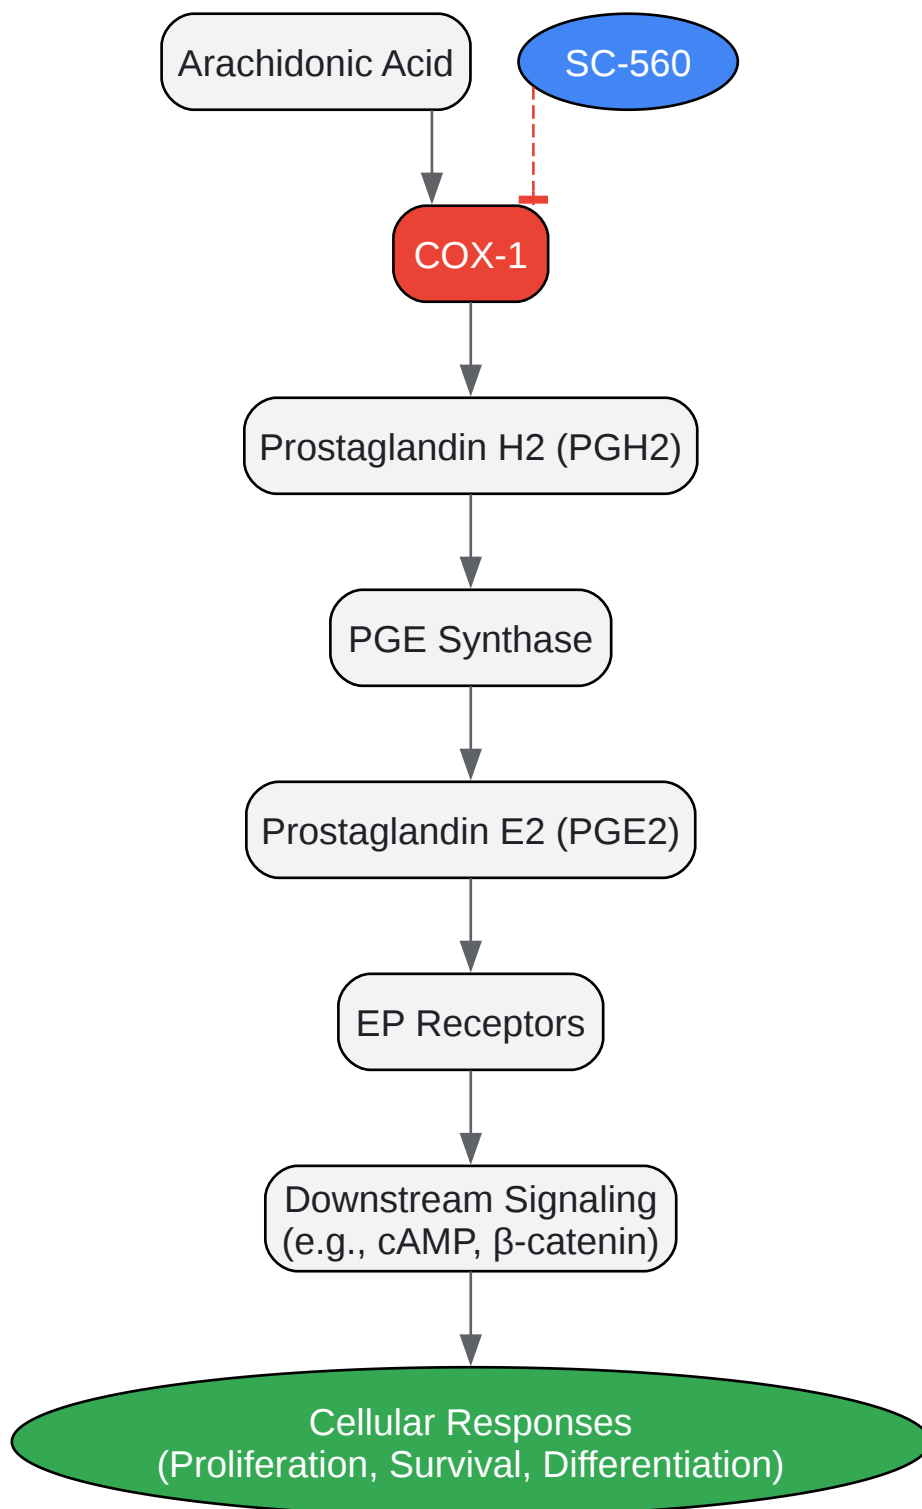 Arachidonic Acid
SC-560
COX-1
Prostaglandin H2 (PGH2)
PGE Synthase
Prostaglandin E2 (PGE2)
EP Receptors
Downstream Signaling
(e.g., cAMP, β-catenin)
Cellular Responses
(Proliferation, Survival, Differentiation)